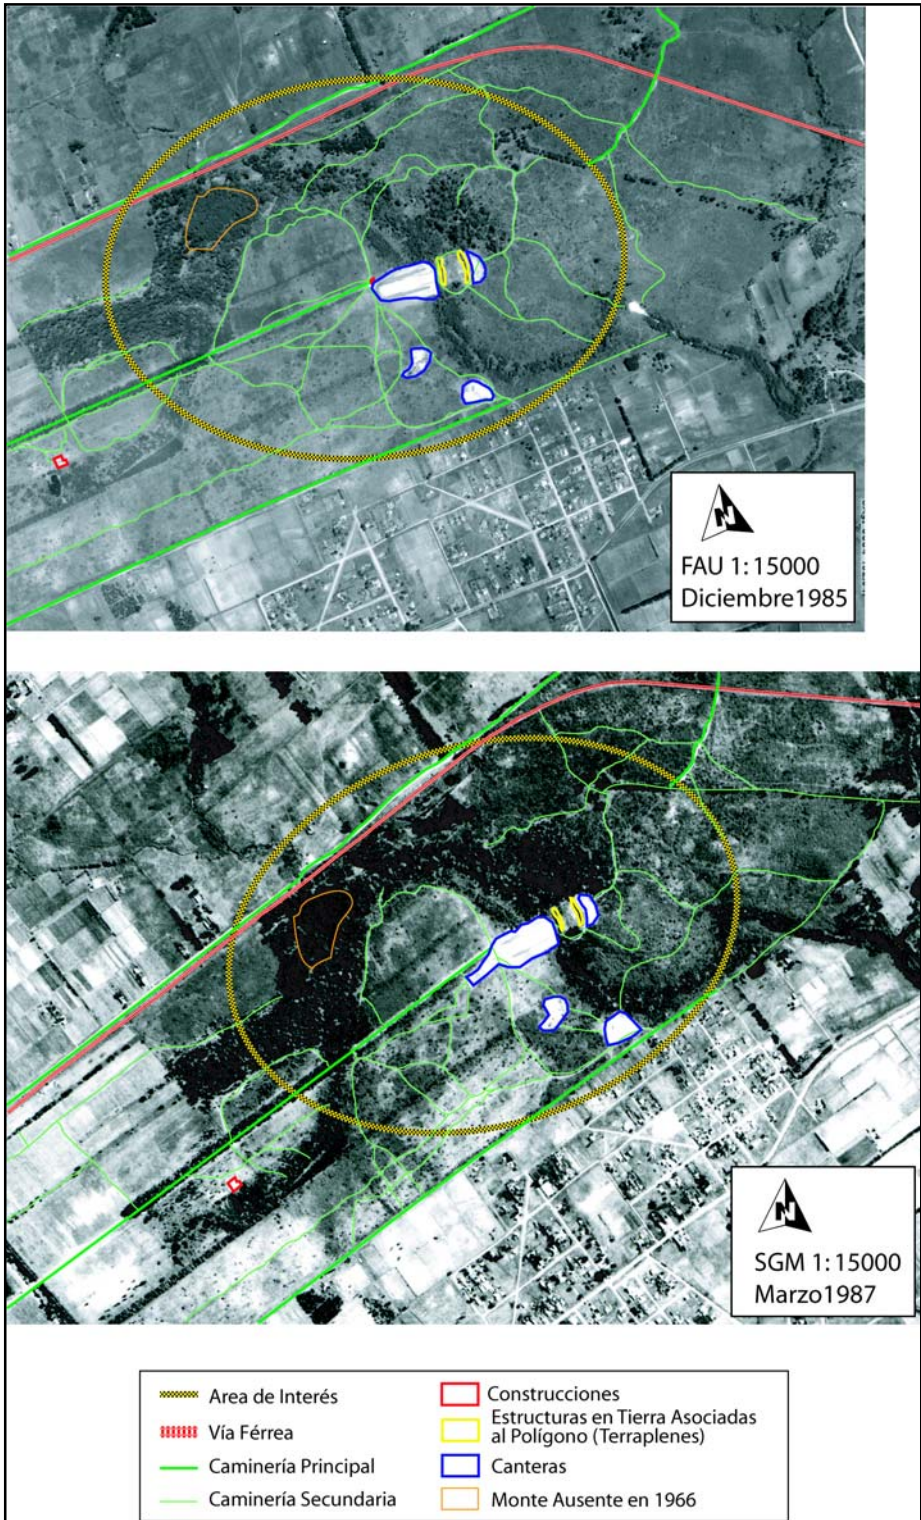 N
FAU 1:15000
Diciembre1985
N
SGM 1:15000
Marzo1987
Area de Interés
Vía Férrea
Caminería Principal
Caminería Secundaria
Construcciones
Estructuras en Tierra Asociadas
al Polígono (Terraplenes)
Canteras
Monte Ausente en 1966